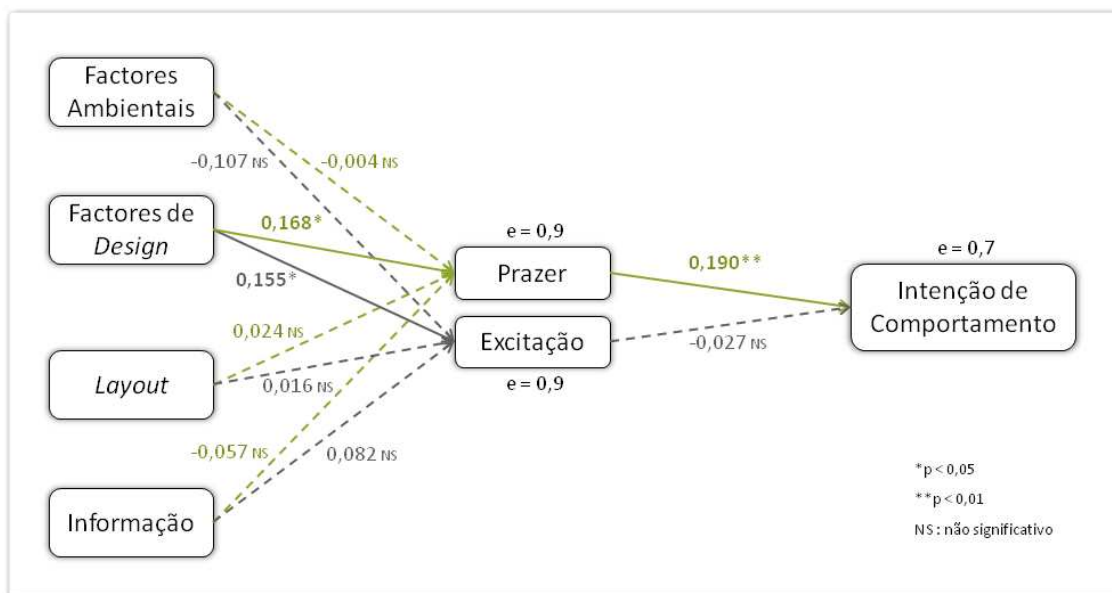 Factores
Ambientais
-0,107 NS
-0,004 NS
Factores de
Design
0,168*
0,155*
e = 0,9
Prazer
0,190**
e = 0,7
Intenção de
Comportamento
0,024 NS
Excitação
-0,027 NS
Layout
0,016 NS
e = 0,9
-0,057 NS
0,082 NS
Informação
*p < 0,05
**p < 0,01
NS : não significativo